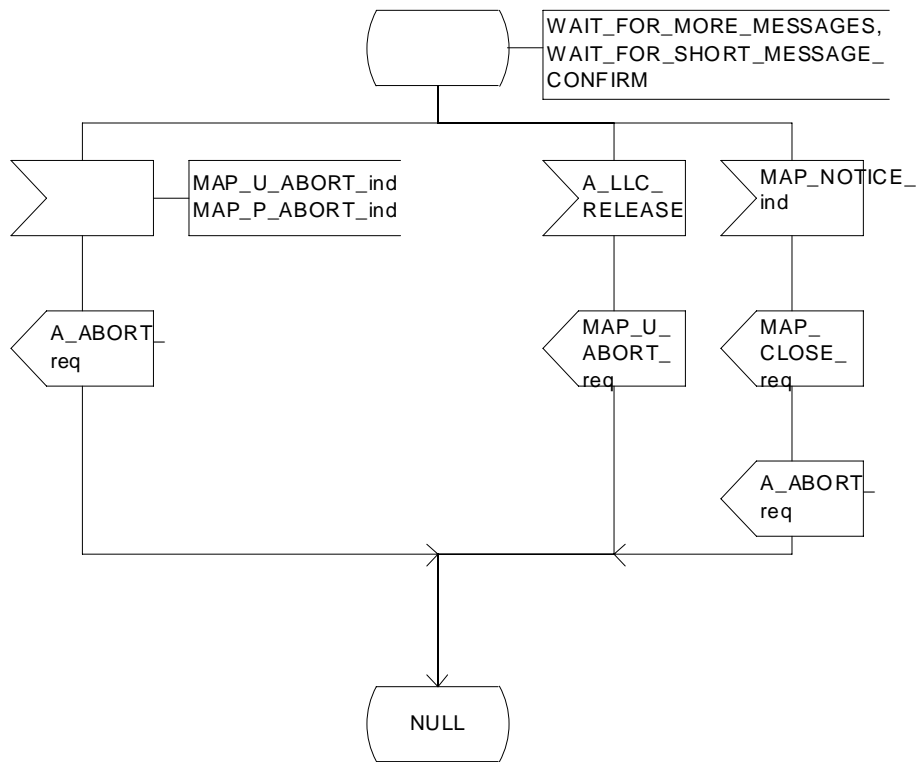 WAIT_FOR_MORE_MESSAGES,
WAIT_FOR_SHORT_MESSAGE_
CONFIRM
MAP_U_ABORT_ind
MAP_P_ABORT_ind
A_LLC_
RELEASE
MAP_NOTICE_
ind
A_ABORT_
req
MAP_U_
ABORT_
req
MAP_
CLOSE_
req
A_ABORT_
req
NULL